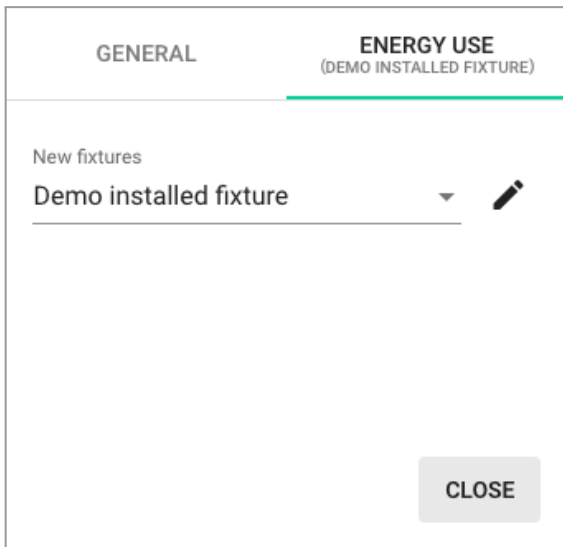 GENERAL
ENERGY USE
(DEMO INSTALLED FIXTURE)
New fixtures
Demo installed fixture
CLOSE